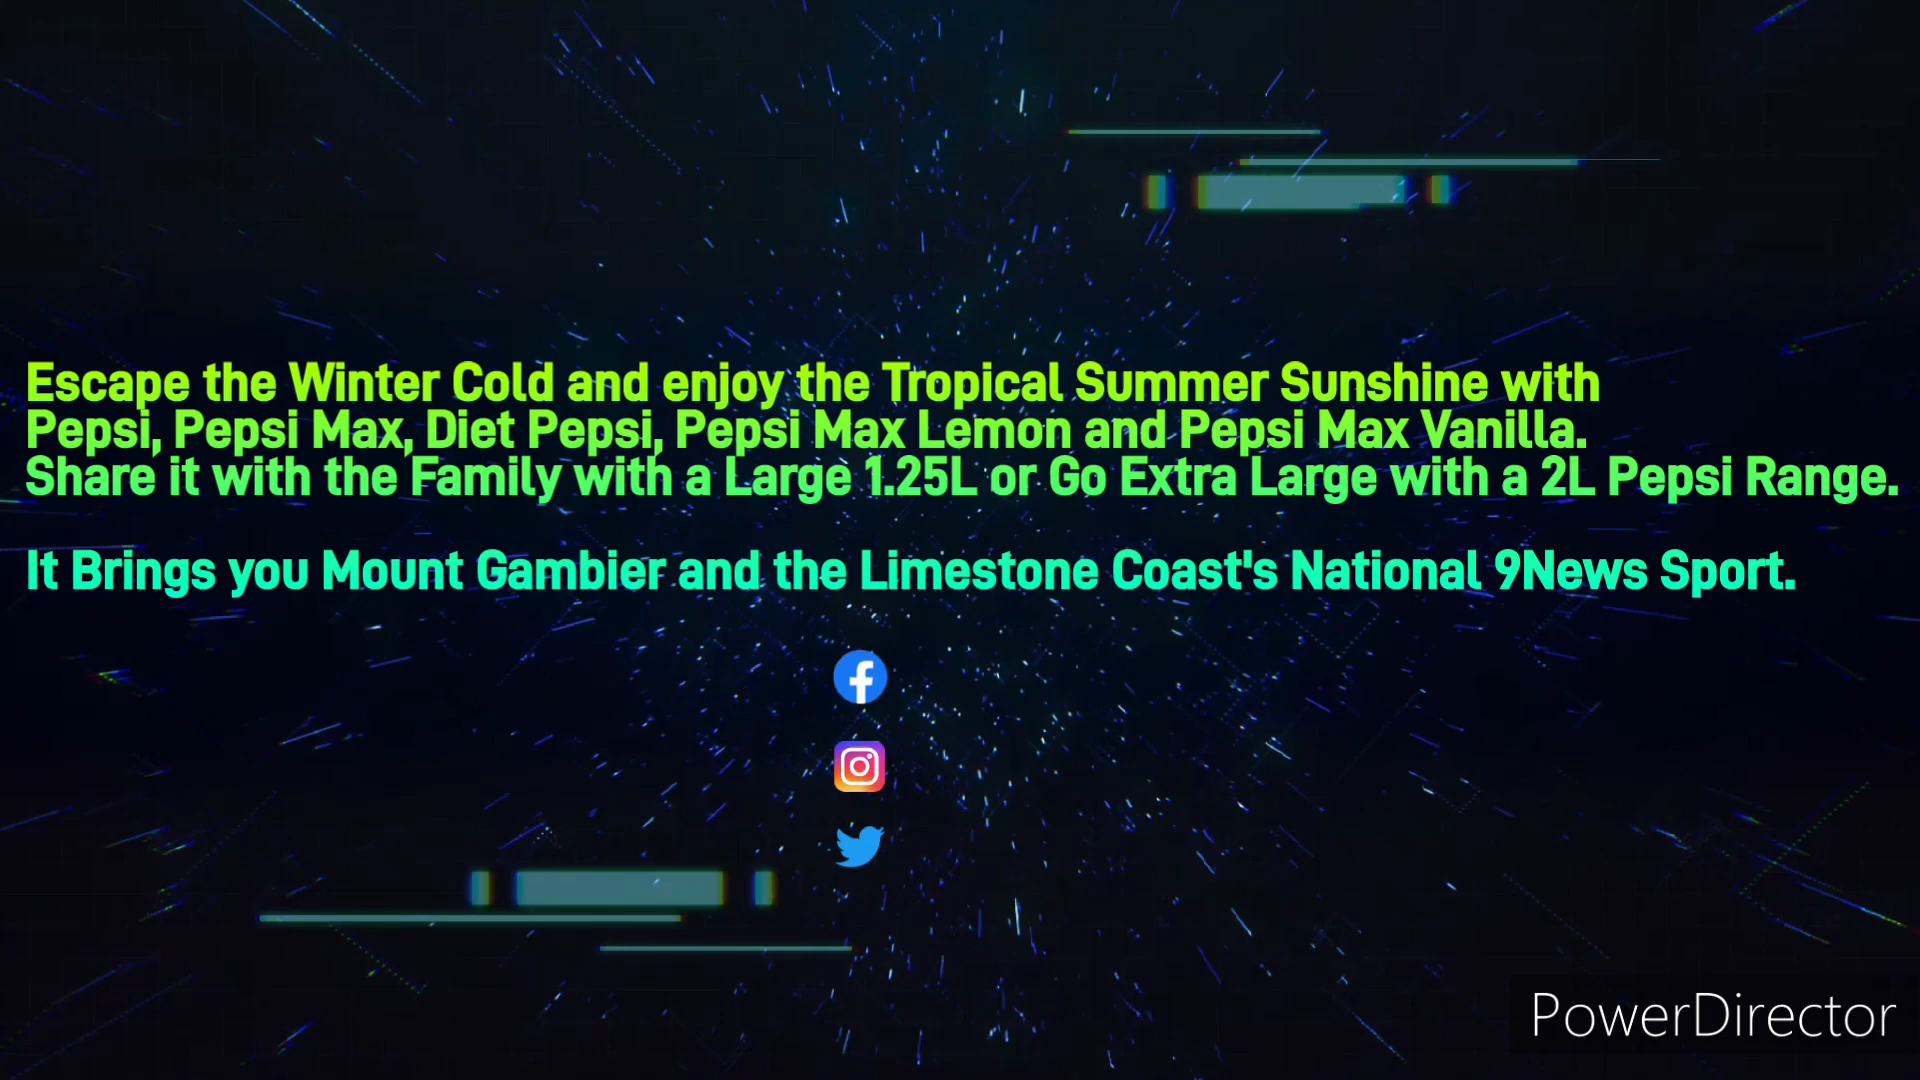 Escape the Winter Cold and enjoy the Tropical Summer Sunshine with
Pepsi, Pepsi Max, Diet Pepsi, Pepsi Max Lemon and Pepsi Max Vanilla.
Share it with the Family with a Large 1.25L or Go Extra Large with a 2L Pepsi Range.
It Brings you Mount Gambier and the Limestone Coast's National 9News Sport.
PowerDirector